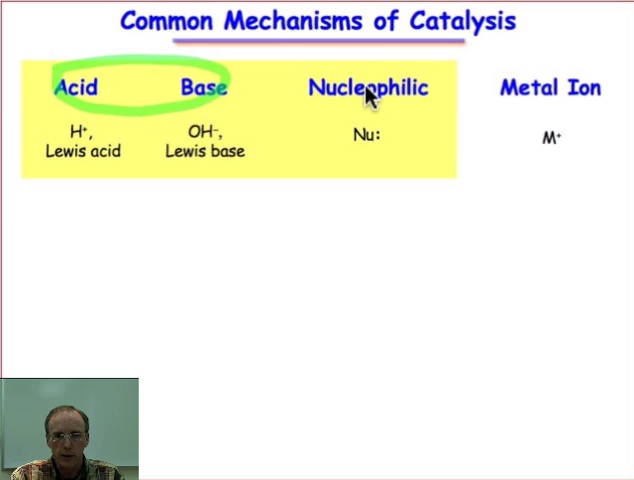 Common Mechanisms of Catalysis
Acid Base Nucleophilic Metal Ion
H⁺, OH⁻, Nu: M⁺
Lewis acid Lewis base